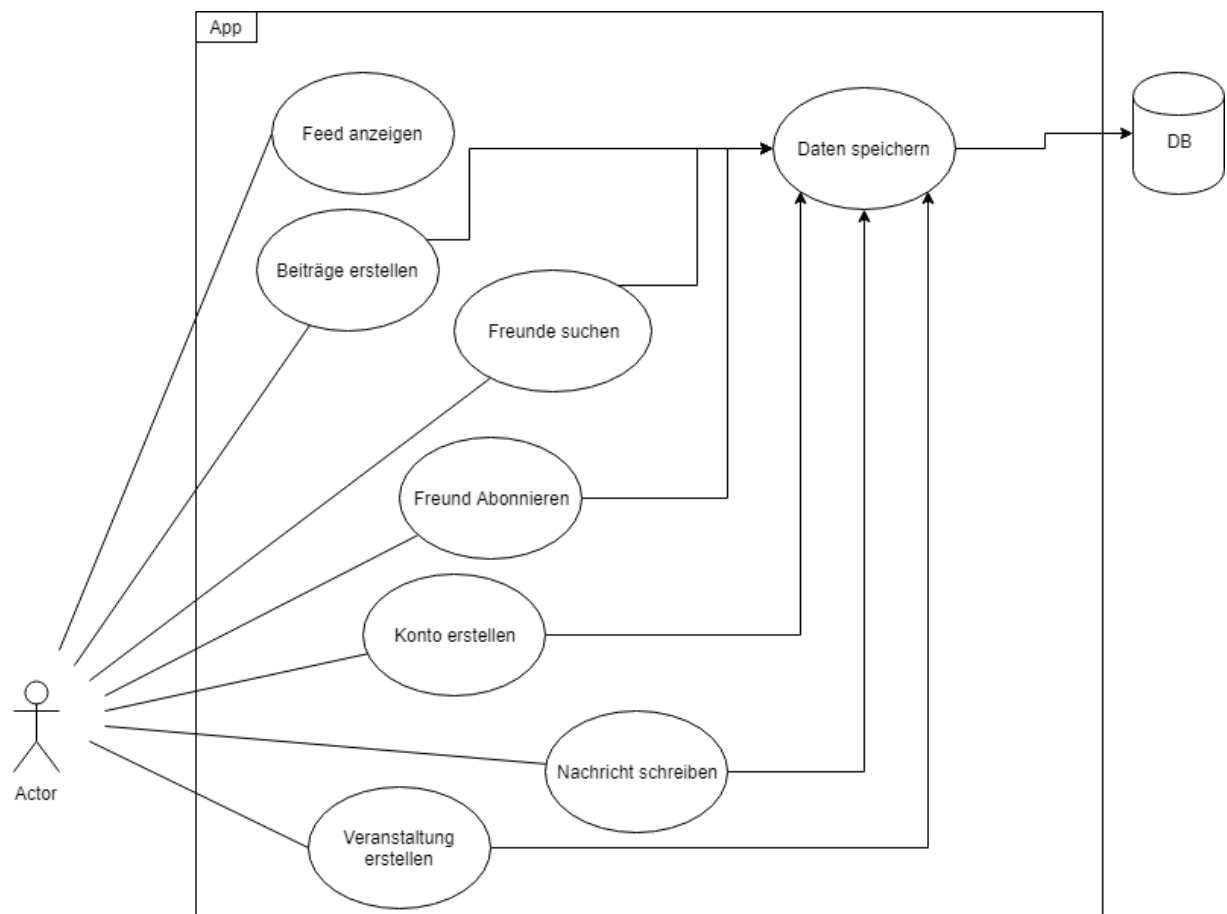 App
Feed anzeigen
Daten speichern
DB
Beiträge erstellen
Freunde suchen
Freund Abonnieren
Konto erstellen
Nachricht schreiben
Actor
Veranstaltung
erstellen